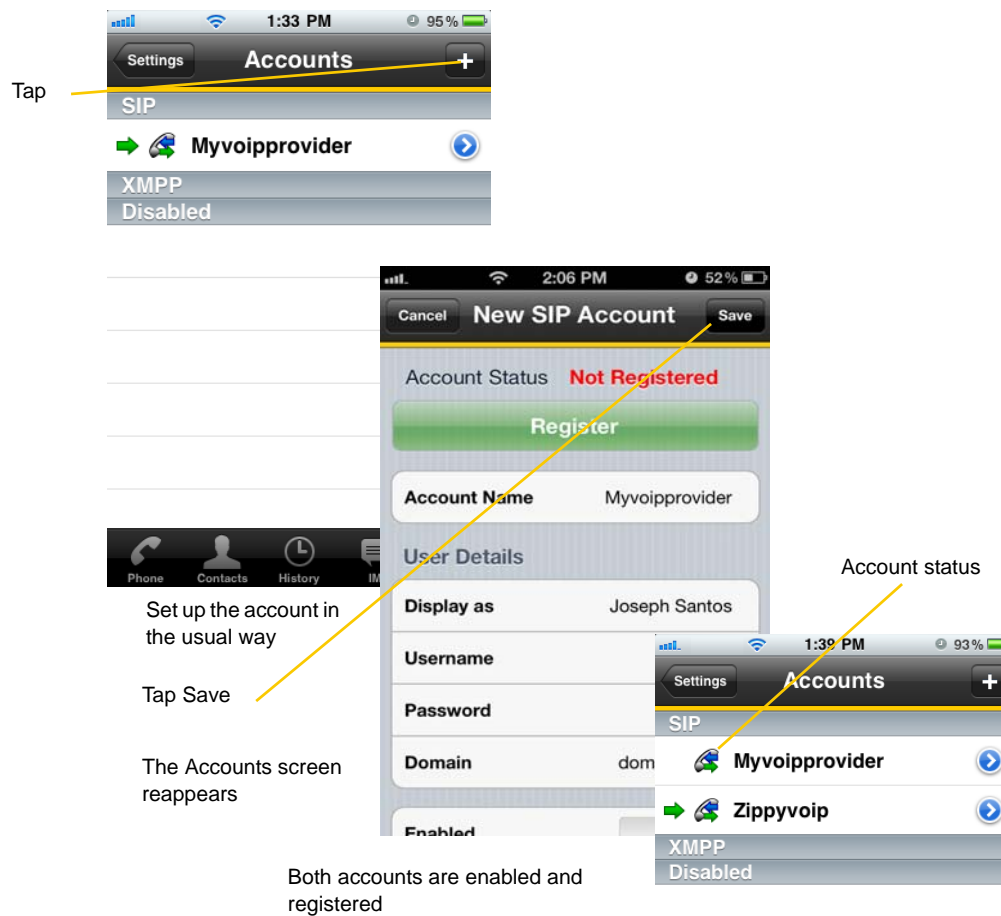 1:33 PM 95%
Settings Accounts +
Tap
SIP
Myvoipprovider
XMPP
Disabled
Phone Contacts History IM
2:06 PM 52%
Cancel New SIP Account Save
Account Status Not Registered
Register
Account Name Myvoipprovider
User Details
Display as Joseph Santos
Username
Password
Domain dom
Enabled
Set up the account in
the usual way
Tap Save
The Accounts screen
reappears
Account status
1:39 PM 93%
Settings Accounts +
SIP
Myvoipprovider
Zippyvoip
XMPP
Disabled
Both accounts are enabled and
registered